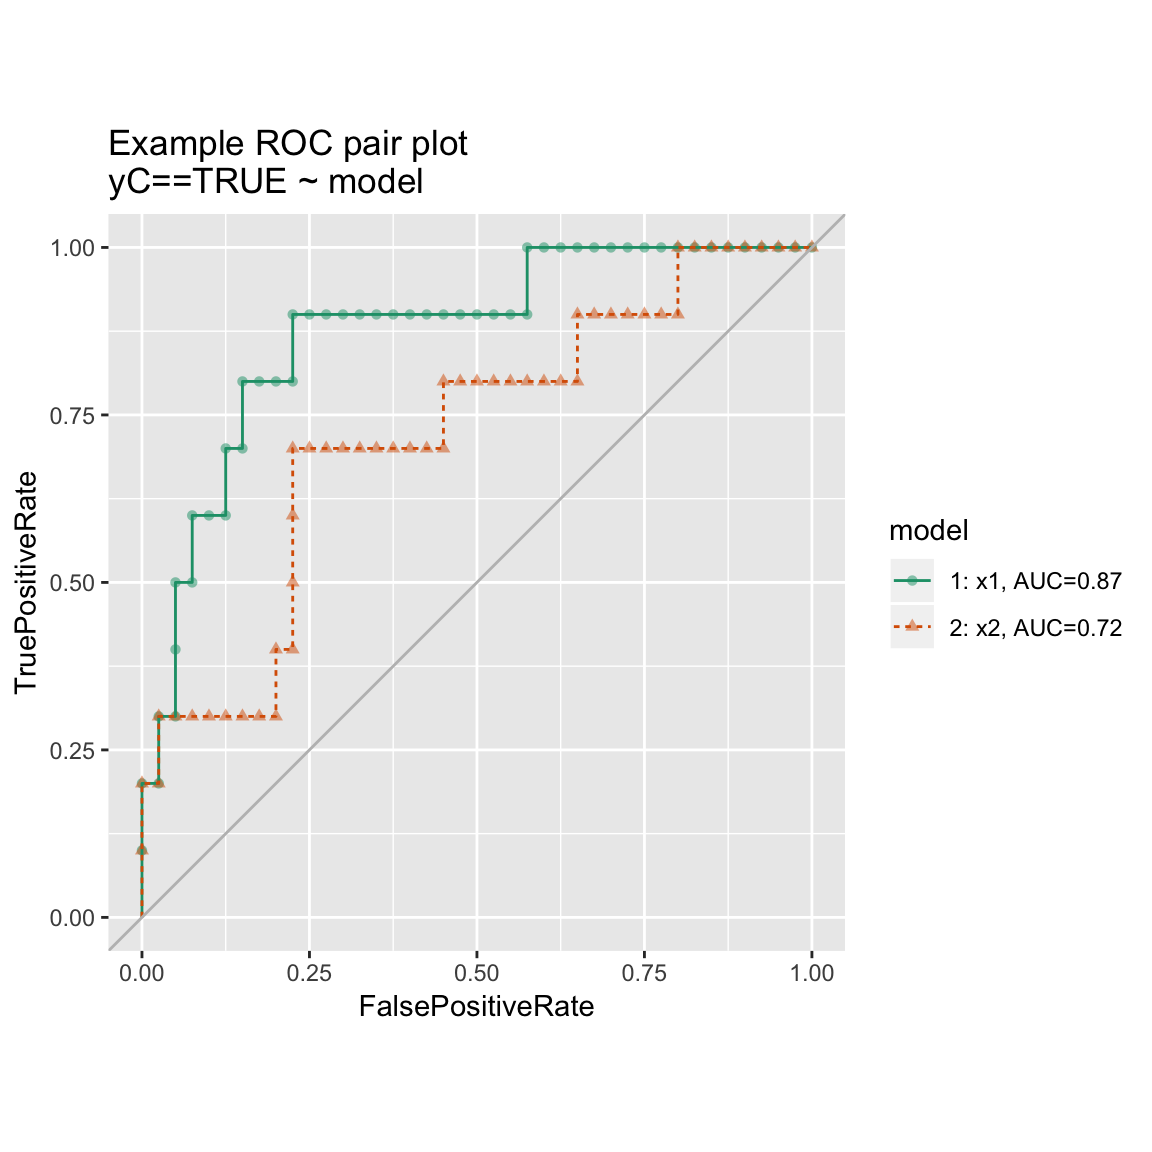 Example ROC pair plot
yC==TRUE ~ model
TruePositiveRate
1.00
0.75
0.50
0.25
0.00
0.00 0.25 0.50 0.75 1.00
FalsePositiveRate
model
1: x1, AUC=0.87
2: x2, AUC=0.72